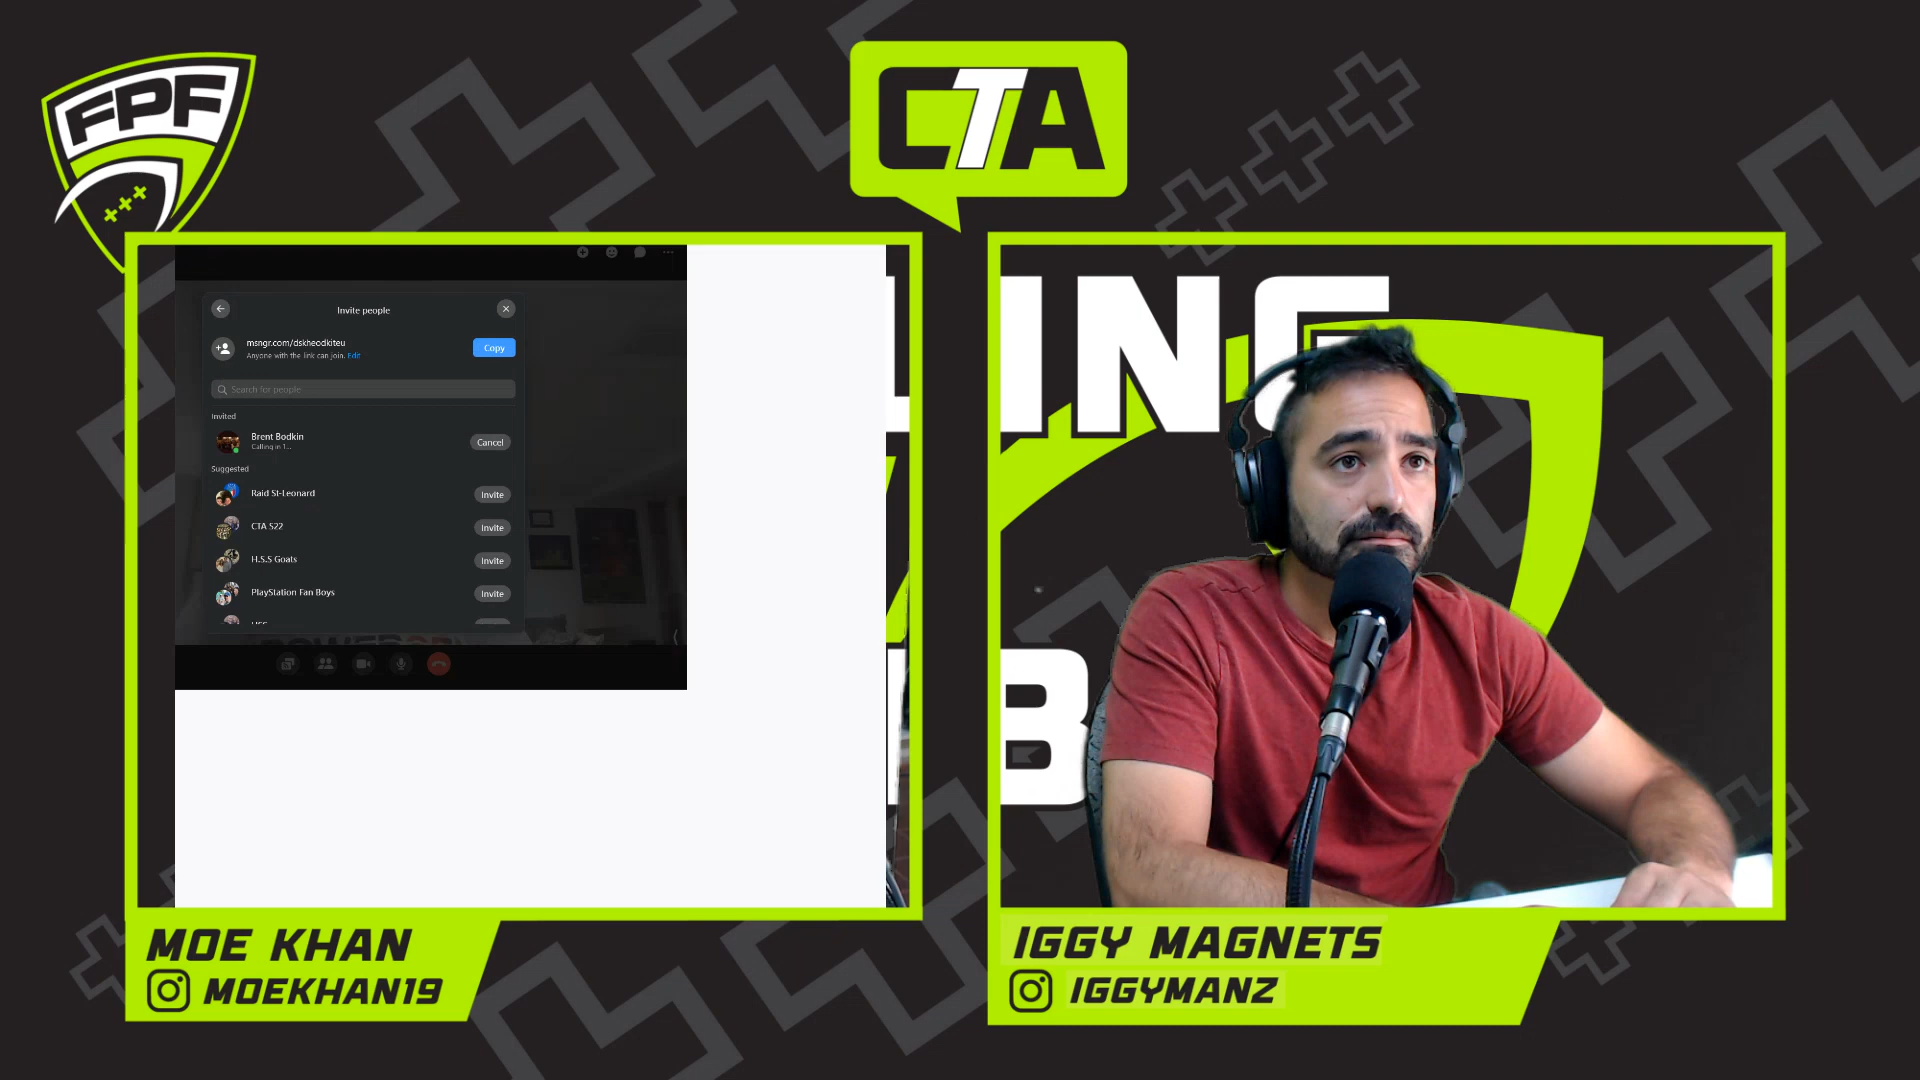 FPF
CTA
Invite people
msngr.com/dskheodkiteu
Copy
Anyone with the link can join. Edit
Search for people
Invited
Brent Bodkin
Calling in 1...
Cancel
Suggested
Raid St-Leonard
Invite
CTA S22
Invite
H.S.S Goats
Invite
PlayStation Fan Boys
Invite
LING
B
MOE KHAN
MOEKHAN19
IGGY MAGNETS
IGGYMANZ